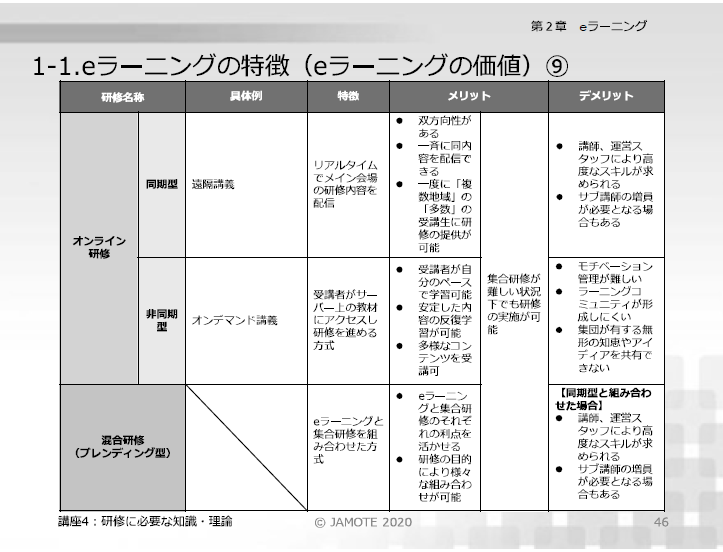 第２章　eラーニング
1-1.eラーニングの特徴（eラーニングの価値）⑨
研修名称
具体例
特徴
メリット
デメリット
オンライン
研修
同期型
遠隔講義
リアルタイム
でメイン会場
の研修内容を
配信
● 双方向性が
ある
● 一斉に同内
容を配信で
きる
● 一度に「複
数地域」の
「多数」の
受講生に研
修の提供が
可能
集合研修が
難しい状況
下でも研修
の実施が可
能
● 講師、運営ス
タッフにより高
度なスキルが求
められる
● サブ講師の増員
が必要となる場
合もある
非同期
型
オンデマンド講義
受講者がサー
バー上の教材
にアクセスし
研修を進める
方式
● 受講者が自
分のペース
で学習可能
● 安定した内
容の反復学
習が可能
● 多様なコン
テンツを受
講可
● モチベーション
管理が難しい
● ラーニングコ
ミュニティが形
成しにくい
● 集団が有する無
形の知恵やアイ
ディアを共有で
きない
混合研修
（ブレンディング型）
eラーニングと
集合研修を組
み合わせた方
式
● eラーニン
グと集合研
修のそれぞ
れの利点を
活かせる
● 研修の目的
により様々
な組み合わ
せが可能
【同期型と組み合わ
せた場合】
● 講師、運営ス
タッフにより高
度なスキルが求
められる
● サブ講師の増員
が必要となる場
合もある
講座4：研修に必要な知識・理論
© JAMOTE 2020
46